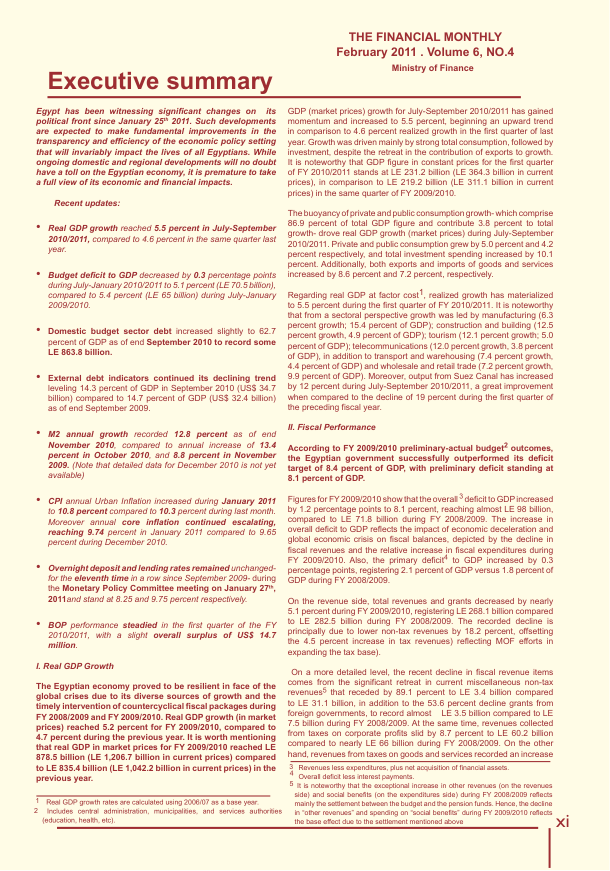 THE FINANCIAL MONTHLY
February 2011 . Volume 6, NO.4
Ministry of Finance
Executive summary
Egypt has been witnessing significant changes on its
political front since January 25th 2011. Such developments
are expected to make fundamental improvements in the
transparency and efficiency of the economic policy setting
that will invariably impact the lives of all Egyptians. While
ongoing domestic and regional developments will no doubt
have a toll on the Egyptian economy, it is premature to take
a full view of its economic and financial impacts.
Recent updates:
• Real GDP growth reached 5.5 percent in July-September
2010/2011, compared to 4.6 percent in the same quarter last
year.
• Budget deficit to GDP decreased by 0.3 percentage points
during July-January 2010/2011 to 5.1 percent (LE 70.5 billion),
compared to 5.4 percent (LE 65 billion) during July-January
2009/2010.
• Domestic budget sector debt increased slightly to 62.7
percent of GDP as of end September 2010 to record some
LE 863.8 billion.
• External debt indicators continued its declining trend
leveling 14.3 percent of GDP in September 2010 (US$ 34.7
billion) compared to 14.7 percent of GDP (US$ 32.4 billion)
as of end September 2009.
• M2 annual growth recorded 12.8 percent as of end
November 2010, compared to annual increase of 13.4
percent in October 2010, and 8.8 percent in November
2009. (Note that detailed data for December 2010 is not yet
available)
• CPI annual Urban Inflation increased during January 2011
to 10.8 percent compared to 10.3 percent during last month.
Moreover annual core inflation continued escalating,
reaching 9.74 percent in January 2011 compared to 9.65
percent during December 2010.
• Overnight deposit and lending rates remained unchanged-
for the eleventh time in a row since September 2009- during
the Monetary Policy Committee meeting on January 27th,
2011and stand at 8.25 and 9.75 percent respectively.
• BOP performance steadied in the first quarter of the FY
2010/2011, with a slight overall surplus of US$ 14.7
million.
I. Real GDP Growth
The Egyptian economy proved to be resilient in face of the
global crises due to its diverse sources of growth and the
timely intervention of countercyclical fiscal packages during
FY 2008/2009 and FY 2009/2010. Real GDP growth (in market
prices) reached 5.2 percent for FY 2009/2010, compared to
4.7 percent during the previous year. It is worth mentioning
that real GDP in market prices for FY 2009/2010 reached LE
878.5 billion (LE 1,206.7 billion in current prices) compared
to LE 835.4 billion (LE 1,042.2 billion in current prices) in the
previous year.
1 Real GDP growth rates are calculated using 2006/07 as a base year.
2 Includes central administration, municipalities, and services authorities
(education, health, etc).
GDP (market prices) growth for July-September 2010/2011 has gained
momentum and increased to 5.5 percent, beginning an upward trend
in comparison to 4.6 percent realized growth in the first quarter of last
year. Growth was driven mainly by strong total consumption, followed by
investment, despite the retreat in the contribution of exports to growth.
It is noteworthy that GDP figure in constant prices for the first quarter
of FY 2010/2011 stands at LE 231.2 billion (LE 364.3 billion in current
prices), in comparison to LE 219.2 billion (LE 311.1 billion in current
prices) in the same quarter of FY 2009/2010.
The buoyancy of private and public consumption growth- which comprise
86.9 percent of total GDP figure and contribute 3.8 percent to total
growth- drove real GDP growth (market prices) during July-September
2010/2011. Private and public consumption grew by 5.0 percent and 4.2
percent respectively, and total investment spending increased by 10.1
percent. Additionally, both exports and imports of goods and services
increased by 8.6 percent and 7.2 percent, respectively.
Regarding real GDP at factor cost1, realized growth has materialized
to 5.5 percent during the first quarter of FY 2010/2011. It is noteworthy
that from a sectoral perspective growth was led by manufacturing (6.3
percent growth; 15.4 percent of GDP); construction and building (12.5
percent growth, 4.9 percent of GDP); tourism (12.1 percent growth; 5.0
percent of GDP); telecommunications (12.0 percent growth, 3.8 percent
of GDP), in addition to transport and warehousing (7.4 percent growth,
4.4 percent of GDP) and wholesale and retail trade (7.2 percent growth,
9.9 percent of GDP). Moreover, output from Suez Canal has increased
by 12 percent during July-September 2010/2011, a great improvement
when compared to the decline of 19 percent during the first quarter of
the preceding fiscal year.
II. Fiscal Performance
According to FY 2009/2010 preliminary-actual budget2 outcomes,
the Egyptian government successfully outperformed its deficit
target of 8.4 percent of GDP, with preliminary deficit standing at
8.1 percent of GDP.
Figures for FY 2009/2010 show that the overall 3 deficit to GDP increased
by 1.2 percentage points to 8.1 percent, reaching almost LE 98 billion,
compared to LE 71.8 billion during FY 2008/2009. The increase in
overall deficit to GDP reflects the impact of economic deceleration and
global economic crisis on fiscal balances, depicted by the decline in
fiscal revenues and the relative increase in fiscal expenditures during
FY 2009/2010. Also, the primary deficit4 to GDP increased by 0.3
percentage points, registering 2.1 percent of GDP versus 1.8 percent of
GDP during FY 2008/2009.
On the revenue side, total revenues and grants decreased by nearly
5.1 percent during FY 2009/2010, registering LE 268.1 billion compared
to LE 282.5 billion during FY 2008/2009. The recorded decline is
principally due to lower non-tax revenues by 18.2 percent, offsetting
the 4.5 percent increase in tax revenues) reflecting MOF efforts in
expanding the tax base).
On a more detailed level, the recent decline in fiscal revenue items
comes from the significant retreat in current miscellaneous non-tax
revenues5 that receded by 89.1 percent to LE 3.4 billion compared
to LE 31.1 billion, in addition to the 53.6 percent decline grants from
foreign governments, to record almost LE 3.5 billion compared to LE
7.5 billion during FY 2008/2009. At the same time, revenues collected
from taxes on corporate profits slid by 8.7 percent to LE 60.2 billion
compared to nearly LE 66 billion during FY 2008/2009. On the other
hand, revenues from taxes on goods and services recorded an increase
3 Revenues less expenditures, plus net acquisition of financial assets.
4 Overall deficit less interest payments.
5 It is noteworthy that the exceptional increase in other revenues (on the revenues
side) and social benefits (on the expenditures side) during FY 2008/2009 reflects
mainly the settlement between the budget and the pension funds. Hence, the decline
in "other revenues" and spending on "social benefits" during FY 2009/2010 reflects
the base effect due to the settlement mentioned above
xi